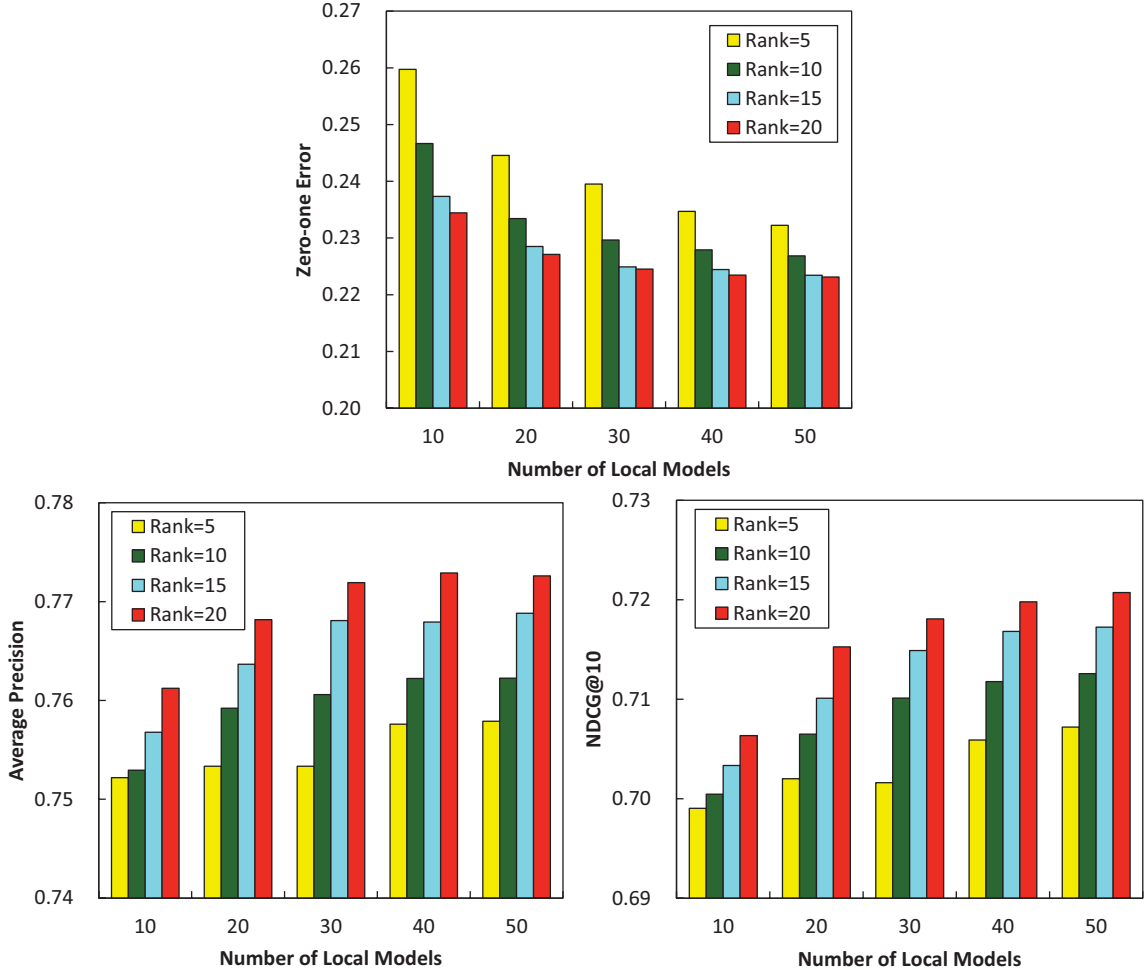 0.27
0.26
0.25
0.24
0.23
0.22
0.21
0.20
Zero-one Error
Rank=5
Rank=10
Rank=15
Rank=20
10 20 30 40 50
Number of Local Models
0.78
0.77
0.76
0.75
0.74
Average Precision
Rank=5
Rank=10
Rank=15
Rank=20
10 20 30 40 50
Number of Local Models
0.73
0.72
0.71
0.70
0.69
NDCG@10
Rank=5
Rank=10
Rank=15
Rank=20
10 20 30 40 50
Number of Local Models